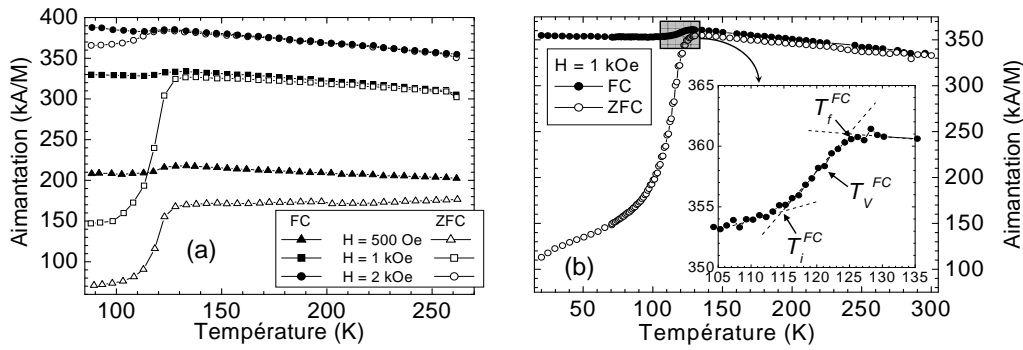 Aimantation (kA/M)
400
350
300
250
200
150
100
50
100
150
200
250
Température (K)
(a)
FC ZFC
H = 500 Oe
H = 1 kOe
H = 2 kOe
H = 1 kOe
FC
ZFC
(b)
365
360
355
350
105 110 115 120 125 130 135
T_f^FC
T_V^FC
T_i^FC
0 50 100 150 200 250 300
Température (K)
350
300
250
200
150
100
Aimantation (kA/M)